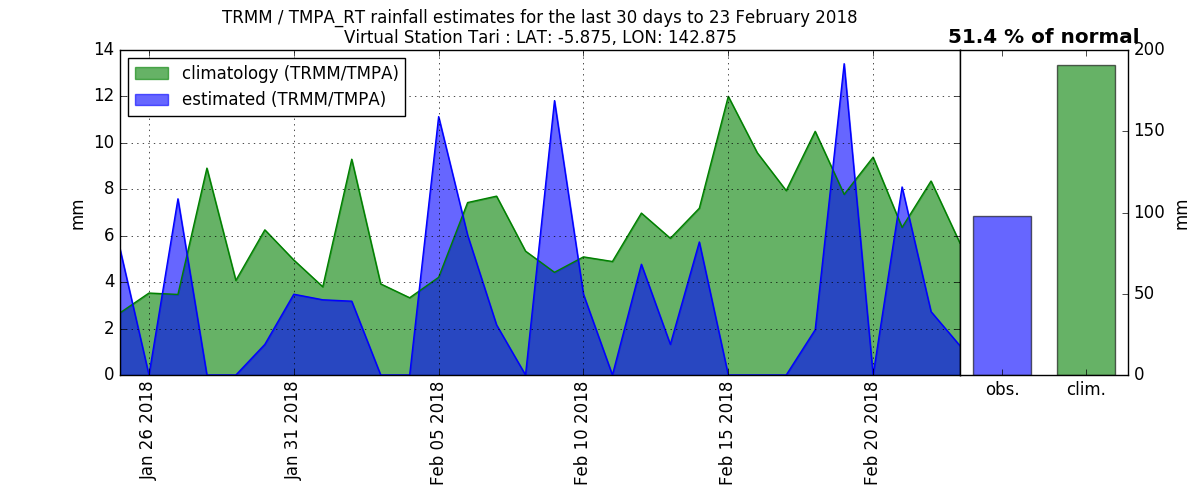 TRMM / TMPA_RT rainfall estimates for the last 30 days to 23 February 2018
Virtual Station Tari : LAT: -5.875, LON: 142.875
51.4 % of normal
climatology (TRMM/TMPA)
estimated (TRMM/TMPA)
14
12
10
8
6
4
2
0
mm
Jan 26 2018
Jan 31 2018
Feb 05 2018
Feb 10 2018
Feb 15 2018
Feb 20 2018
obs.
clim.
200
150
100
50
0
mm